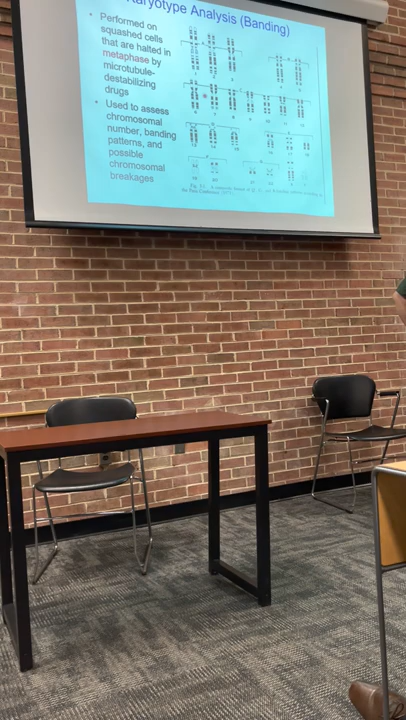 Karyotype Analysis (Banding)
• Performed on
squashed cells
that are halted in
metaphase by
microtubule-
destabilizing
drugs
• Used to assess
chromosomal
number, banding
patterns, and
possible
chromosomal
breakages